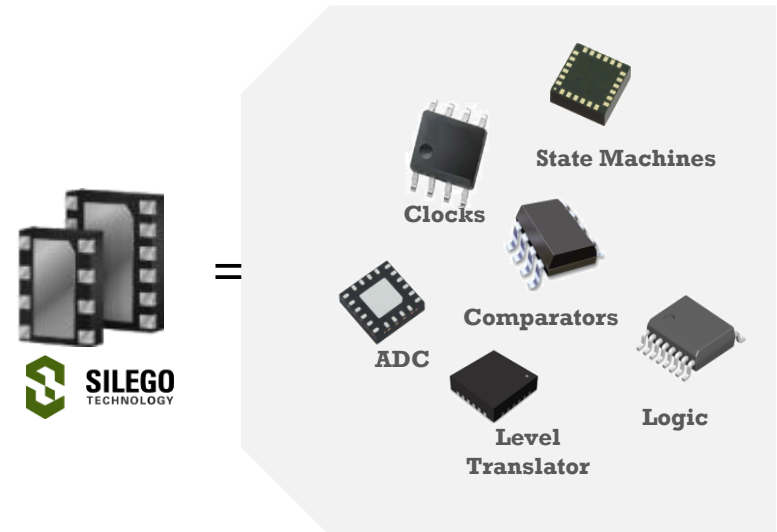 State Machines
Clocks
=
Comparators
ADC
SILEGO
TECHNOLOGY
Logic
Level
Translator